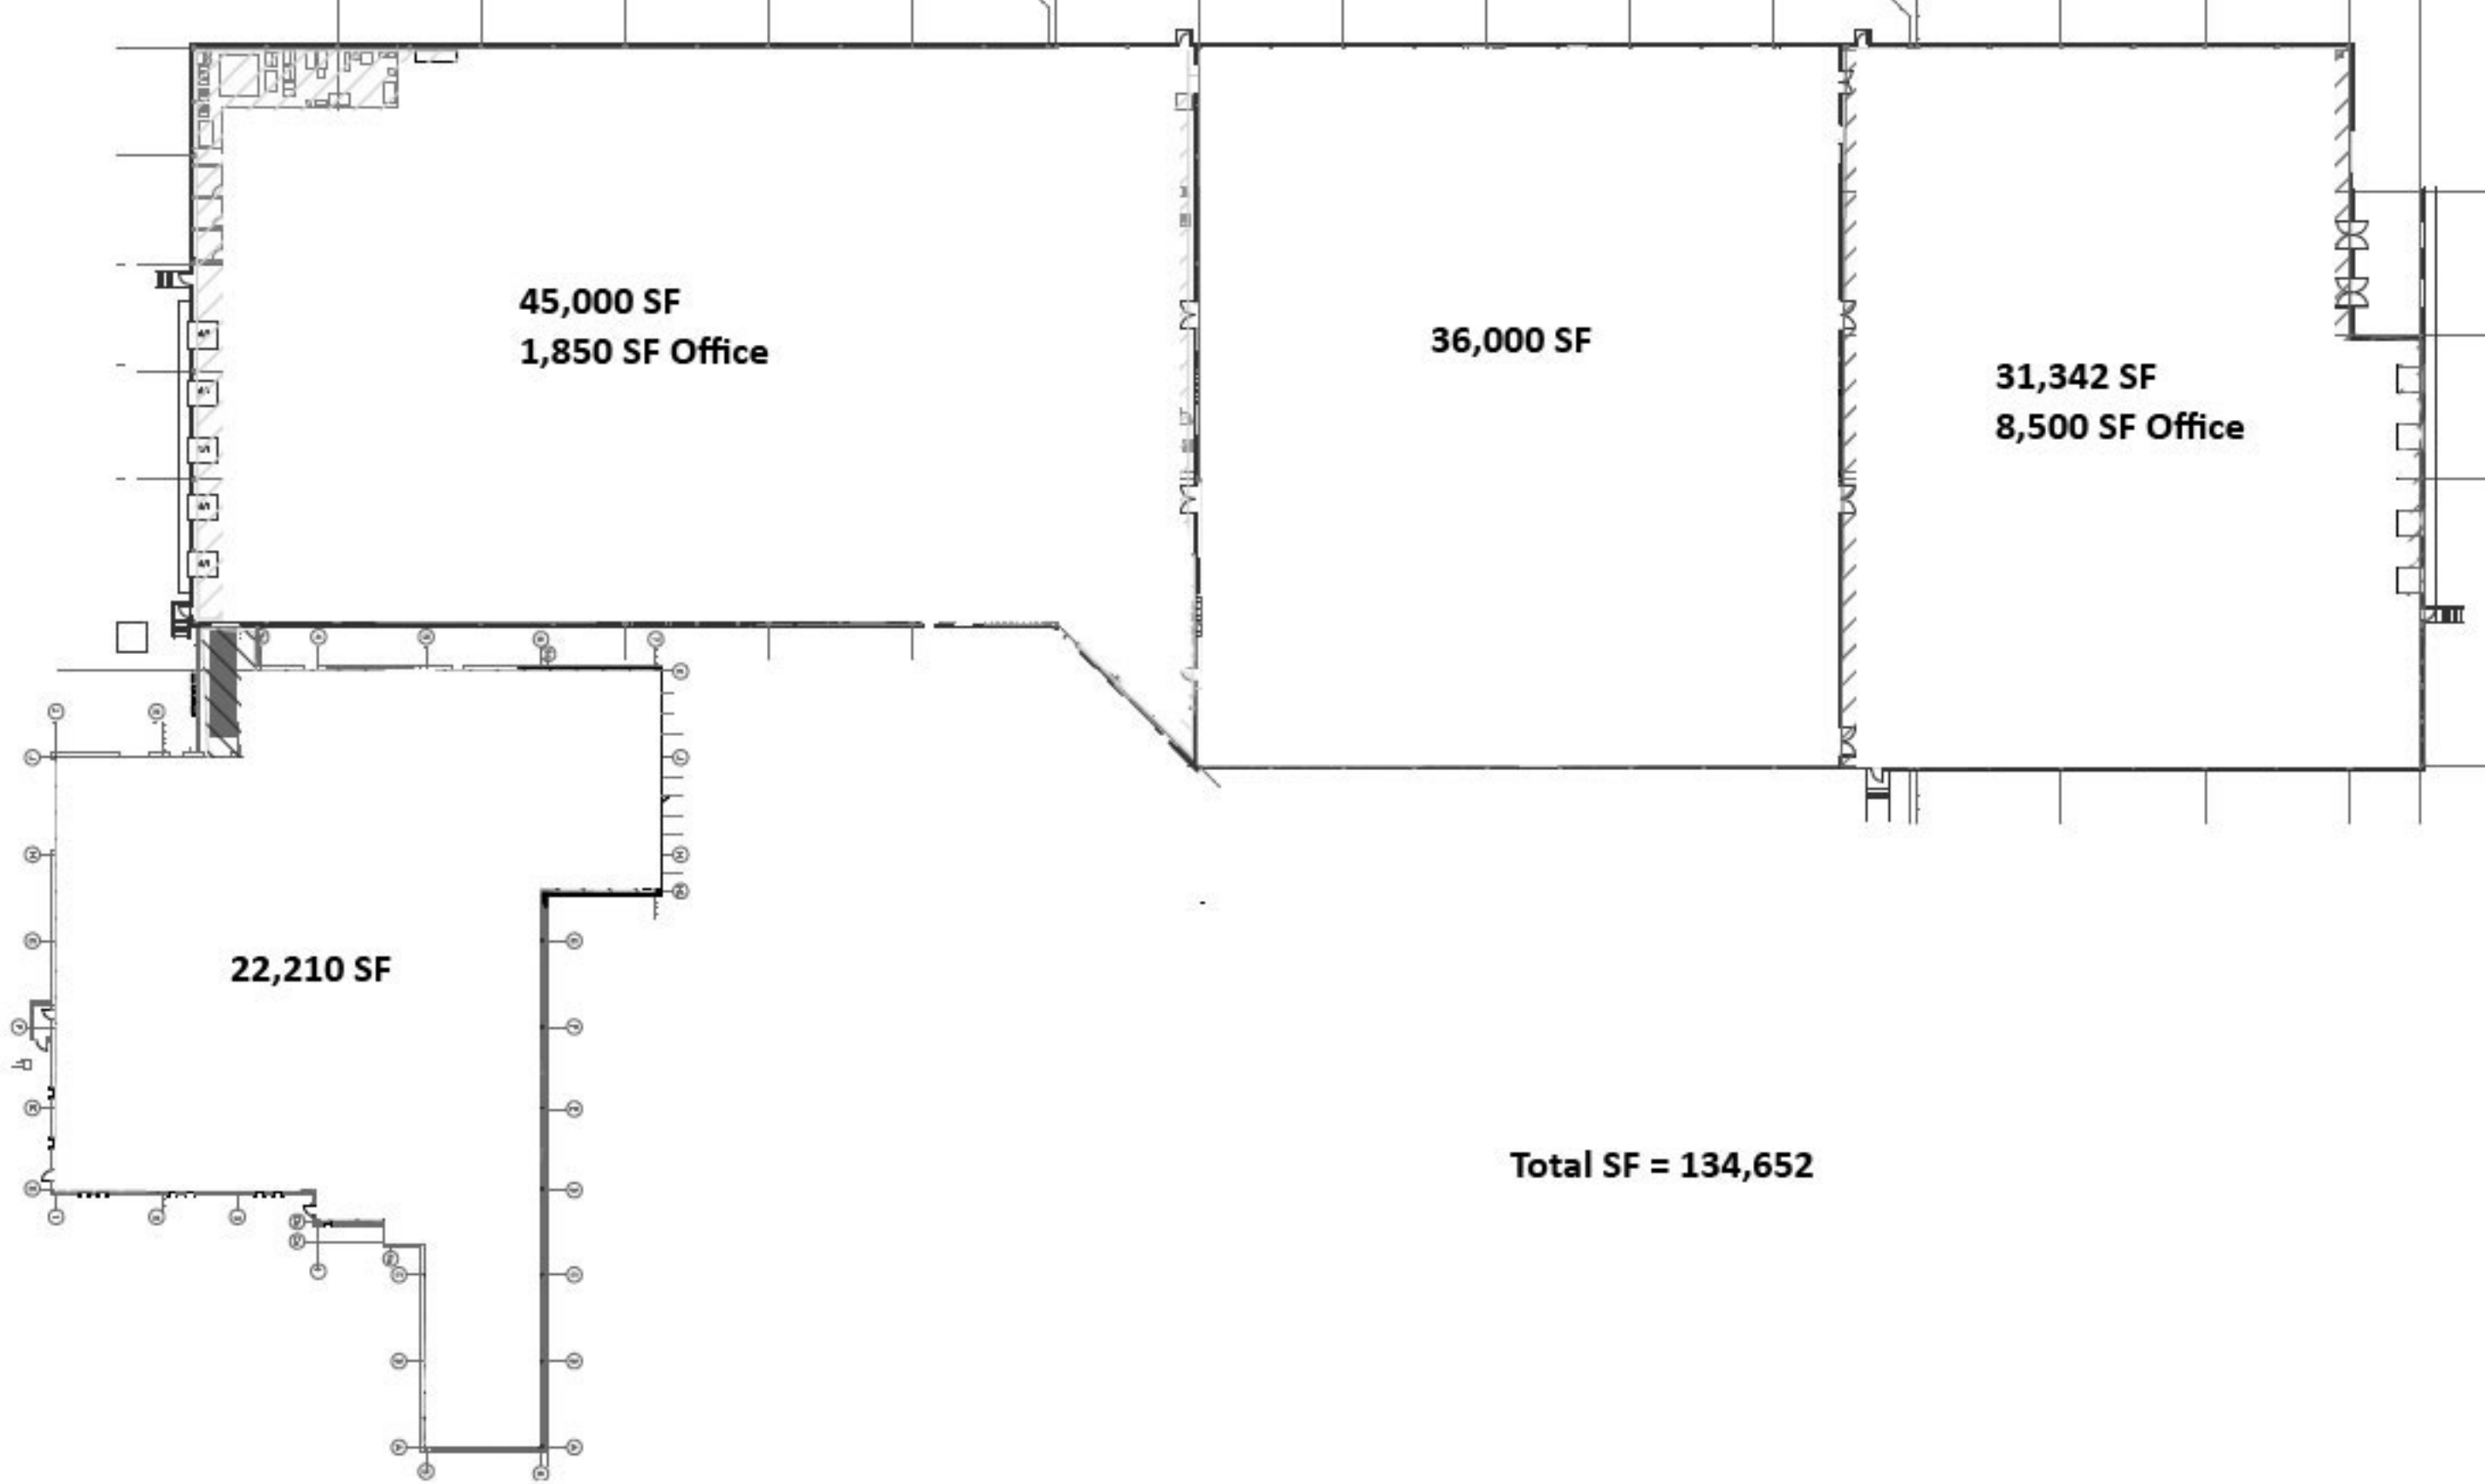 45,000 SF
1,850 SF Office
36,000 SF
31,342 SF
8,500 SF Office
22,210 SF
Total SF = 134,652